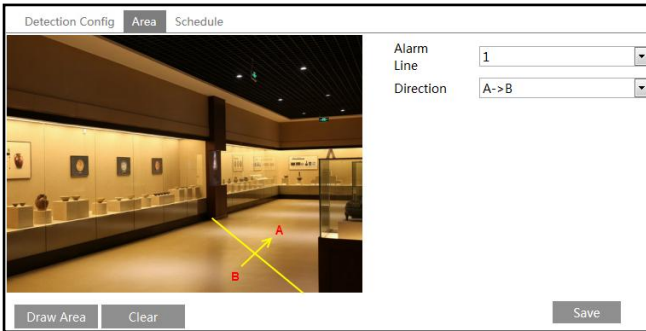 Detection Config Area Schedule
Alarm
Line
1
Direction
A->B
A
B
Draw Area Clear
Save